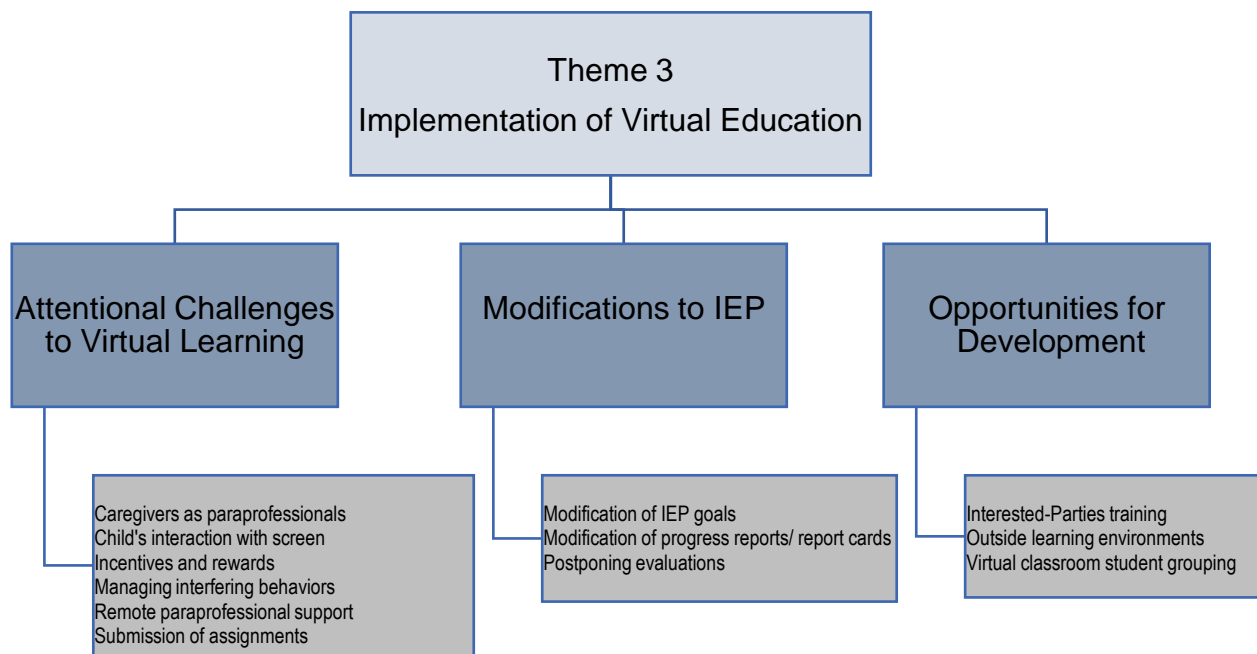 Theme 3
Implementation of Virtual Education
Attentional Challenges
to Virtual Learning
Modifications to IEP
Opportunities for
Development
Caregivers as paraprofessionals
Child's interaction with screen
Incentives and rewards
Managing interfering behaviors
Remote paraprofessional support
Submission of assignments
Modification of IEP goals
Modification of progress reports/ report cards
Postponing evaluations
Interested-Parties training
Outside learning environments
Virtual classroom student grouping